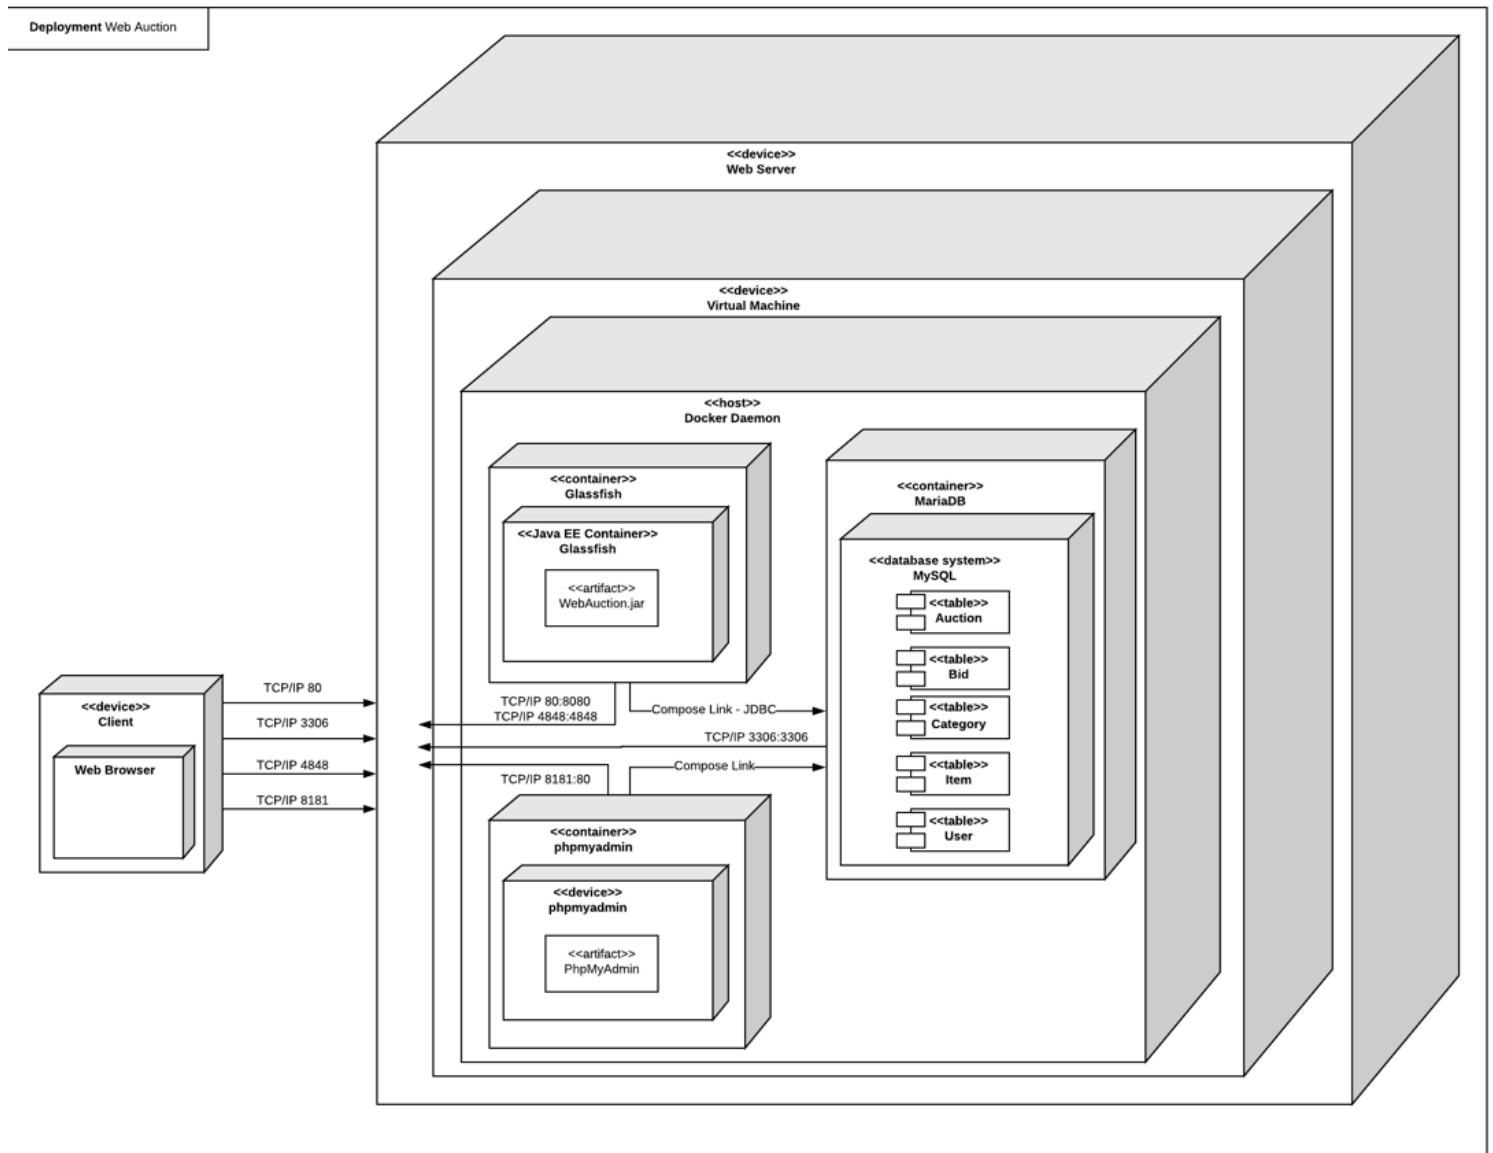 Deployment Web Auction
<<device>>
Web Server
<<device>>
Virtual Machine
<<host>>
Docker Daemon
<<container>>
Glassfish
<<Java EE Container>>
Glassfish
<<artifact>>
WebAuction.jar
<<container>>
MariaDB
<<database system>>
MySQL
<<table>>
Auction
<<table>>
Bid
<<table>>
Category
<<table>>
Item
<<table>>
User
<<device>>
Client
Web Browser
TCP/IP 80
TCP/IP 3306
TCP/IP 4848
TCP/IP 8181
TCP/IP 80:8080
TCP/IP 4848:4848
Compose Link - JDBC
TCP/IP 3306:3306
Compose Link
TCP/IP 8181:80
<<container>>
phpmyadmin
<<device>>
phpmyadmin
<<artifact>>
PhpMyAdmin